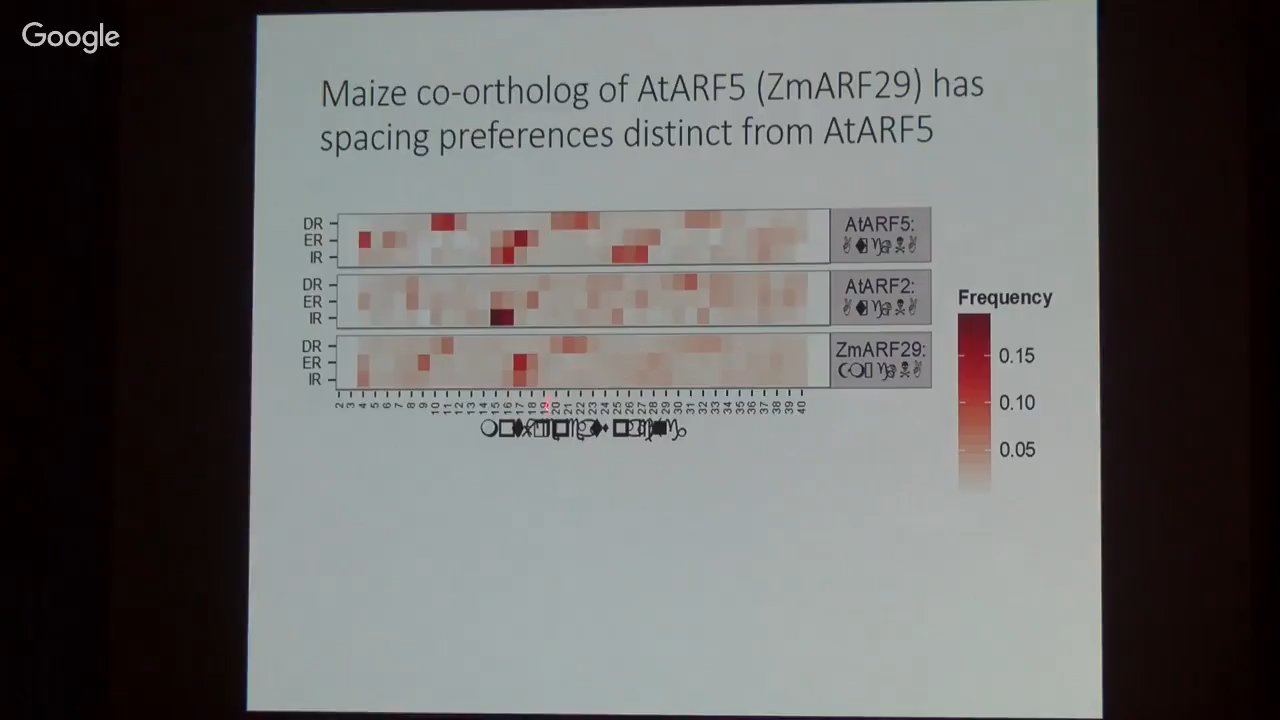 Google
Maize co-ortholog of AtARF5 (ZmARF29) has
spacing preferences distinct from AtARF5
DR
ER
IR
AtARF5:
DR
ER
IR
AtARF2:
DR
ER
IR
ZmARF29:
2 3 4 5 6 7 8 9 10 11 12 13 14 15 16 17 18 19 20 21 22 23 24 25 26 27 28 29 30 31 32 33 34 35 36 37 38 39 40
Frequency
0.15
0.10
0.05